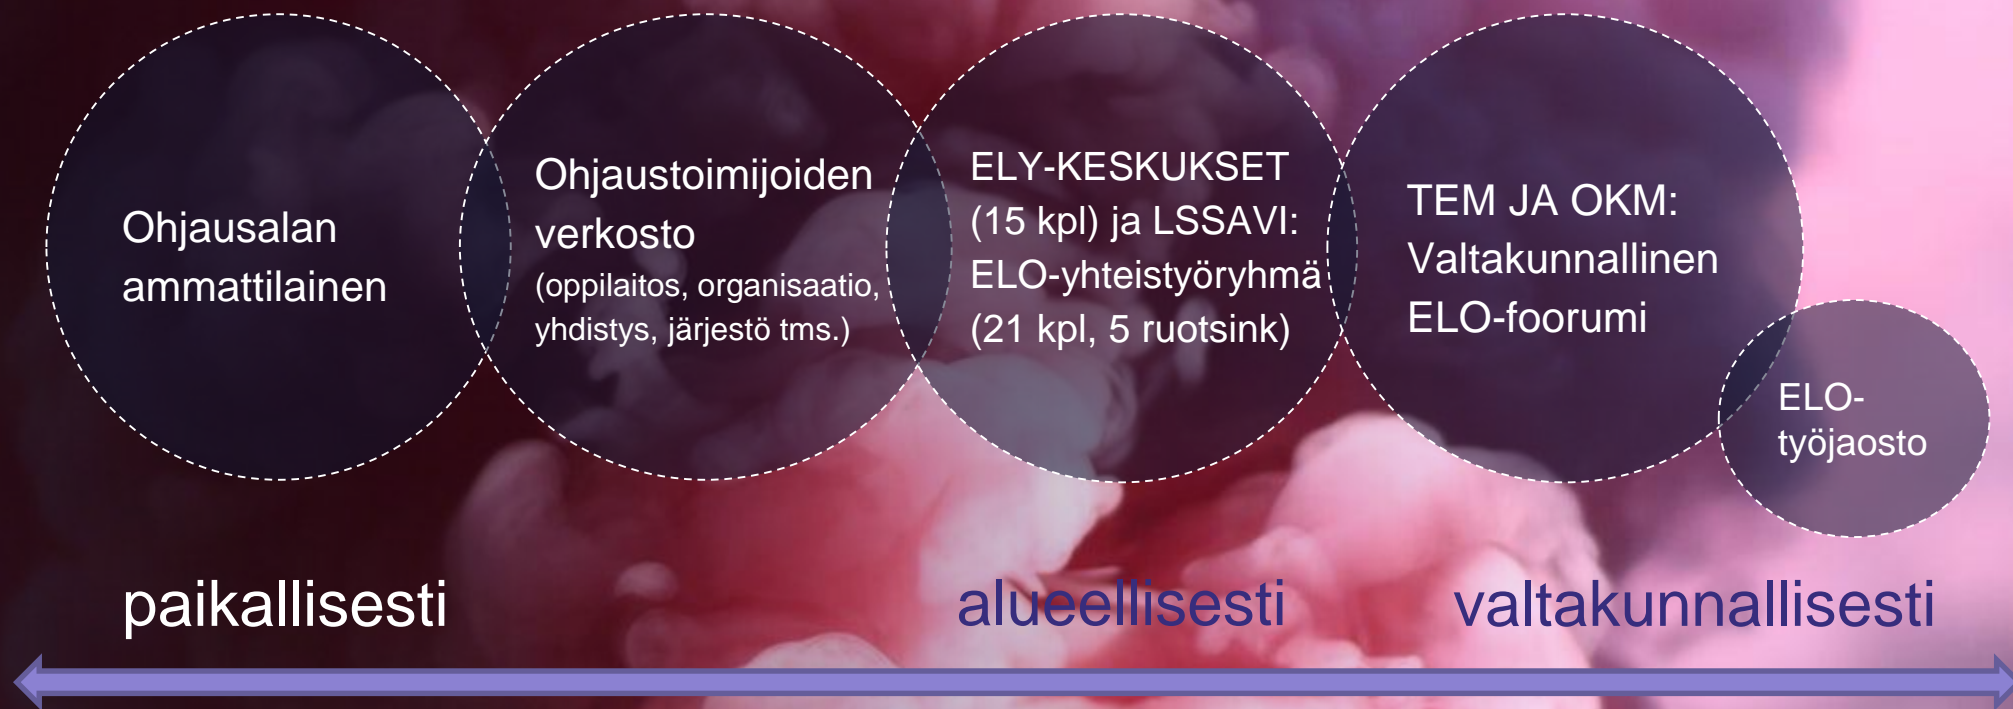 Ohjausalan
ammattilainen
Ohjaustoimijoiden
verkosto
(oppilaitos, organisaatio,
yhdistys, järjestö tms.)
ELY-KESKUKSET
(15 kpl) ja LSSAVI:
ELO-yhteistyöryhmä
(21 kpl, 5 ruotsink)
TEM JA OKM:
Valtakunnallinen
ELO-foorumi
ELO-
työjaosto
paikallisesti
alueellisesti
valtakunnallisesti